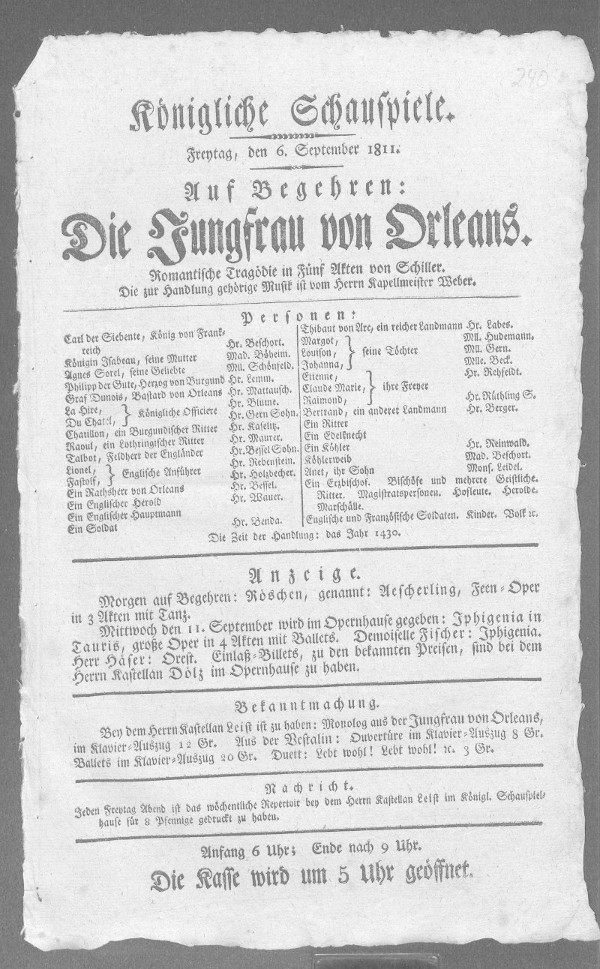 240
Königliche Schauspiele.
Freytag, den 6. September 1811.
Auf Begehren:
Die Jungfrau von Orleans.
Romantische Tragödie in Fünf Akten von Schiller.
Die zur Handlung gehörige Musik ist vom Herrn Kapellmeister Weber.
Personen:
Carl der Siebente, König von Frank-
reich Hr. Beschort.
Königin Isabeau, seine Mutter Mad. Böheim.
Agnes Sorel, seine Geliebte Mll. Schönfeld.
Philipp der Gute, Herzog von Burgund Hr. Lemm.
Graf Dunois, Bastard von Orleans Hr. Mattausch.
La Hire, } Königliche Officiere Hr. Blume.
Du Chatel, Hr. Gern Sohn.
Chatillon, ein Burgundischer Ritter Hr. Kaselitz.
Raoul, ein Lothringischer Ritter Hr. Maurer.
Talbot, Feldherr der Engländer Hr. Bessel Sohn.
Lionel, } Englische Anführer Hr. Rebenstein.
Fastolf, Hr. Holzbecher.
Ein Rathsherr von Orleans Hr. Bessel.
Ein Englischer Herold Hr. Wauer.
Ein Englischer Hauptmann
Ein Soldat Hr. Benda.
Thibaut von Arc, ein reicher Landmann Hr. Labes.
Margot, } seine Töchter Mll. Hudemann.
Louison, Mll. Gern.
Johanna, Mlle. Beck.
Etienne, } ihre Freyer Hr. Rehfeldt.
Claude Marie,
Raimond, Hr. Rüthling S.
Bertrand, ein anderes Landmann Hr. Berger.
Ein Ritter
Ein Edelknecht
Ein Köhler Hr. Reinwald.
Köhlerweib Mad. Beschort.
Anet, ihr Sohn Mons. Leidel.
Ein Erzbischof. Bischöfe und mehrere Geistliche.
Ritter. Magistratspersonen. Hofleute. Herolde.
Marschälle.
Englische und Französische Soldaten. Kinder. Volk ꝛc.
Die Zeit der Handlung: das Jahr 1430.
Anzeige.
Morgen auf Begehren: Röschen, genannt: Aescherling, Feen-Oper
in 3 Akten mit Tanz.
Mittwoch den 11. September wird im Opernhause gegeben: Iphigenia in
Tauris, große Oper in 4 Akten mit Ballets. Demoiselle Fischer: Iphigenia.
Herr Häser: Orest. Einlaß-Billets, zu den bekannten Preisen, sind bei dem
Herrn Kastellan Dölz im Opernhause zu haben.
Bekanntmachung.
Bey dem Herrn Kastellan Leist ist zu haben: Monolog aus der Jungfrau von Orleans,
im Klavier-Auszug 12 Gr. Aus der Vestalin: Ouvertüre im Klavier-Auszug 8 Gr.
Ballets im Klavier-Auszug 20 Gr. Duett: Lebt wohl! Lebt wohl! ꝛc. 3 Gr.
Nachricht.
Jeden Freytag Abend ist das wöchentliche Repertoir bey dem Herrn Kastellan Leist im Königl. Schauspiel-
hause für 8 Pfennige gedruckt zu haben.
Anfang 6 Uhr; Ende nach 9 Uhr.
Die Kasse wird um 5 Uhr geöffnet.